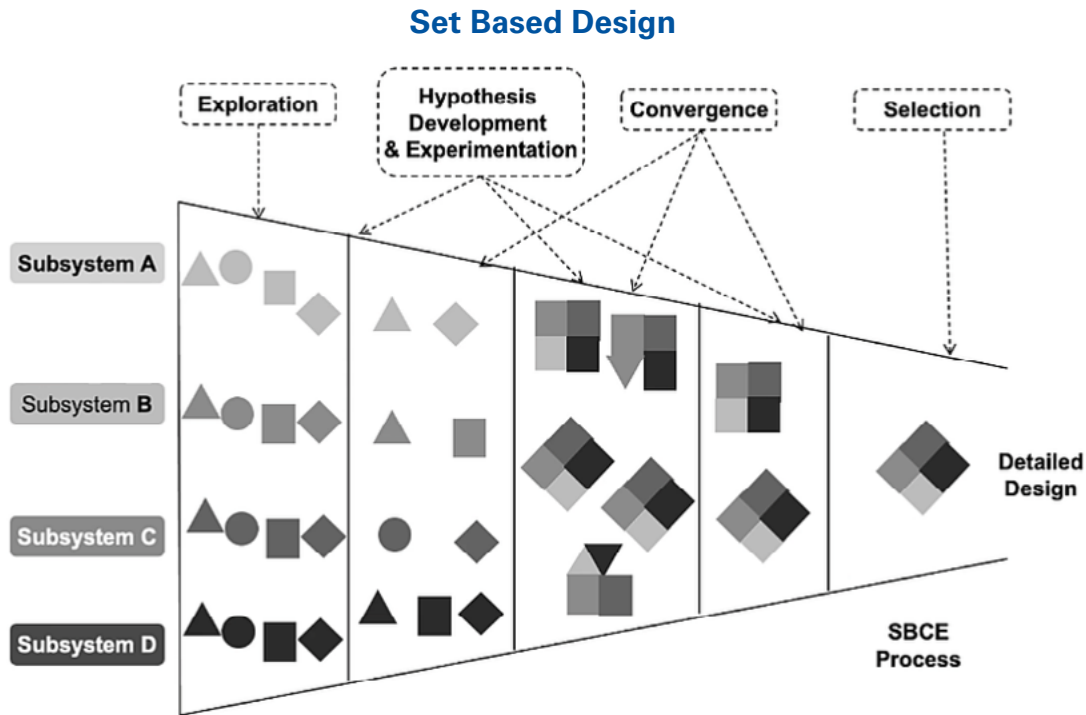 Set Based Design
Exploration
Hypothesis
Development
& Experimentation
Convergence
Selection
Subsystem A
Subsystem B
Subsystem C
Subsystem D
Detailed
Design
SBCE
Process